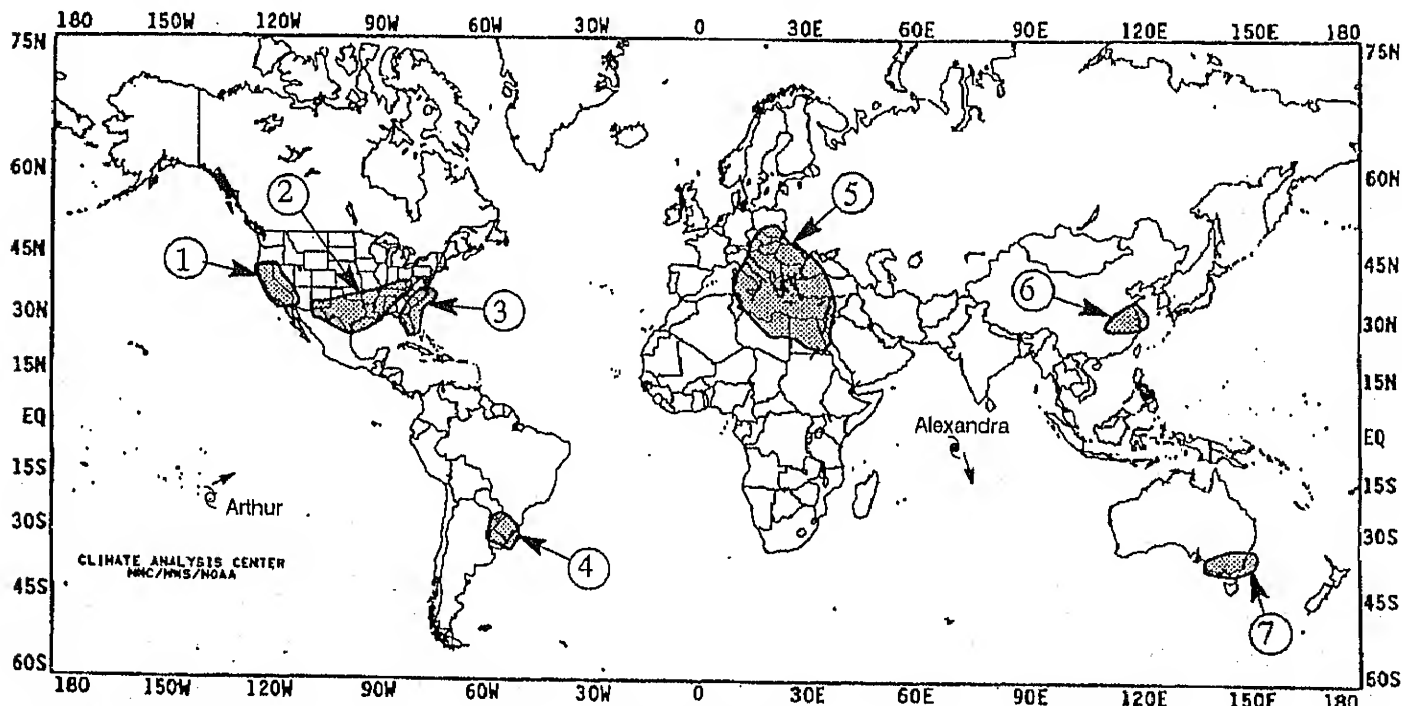 180 150W 120W 90W 60W 30W 0 30E 60E 90E 120E 150E 180
75N 75N
60N 60N
2 5
45N 45N
1
6
30N 3 30N
15N 15N
EQ Alexandra EQ
15S 15S
Arthur
30S 30S
CLIMATE ANALYSIS CENTER 4
NMC/NWS/NOAA
45S 45S
7
60S 60S
180 150W 120W 90W 60W 30W 0 30E 60E 90E 120E 150E 180